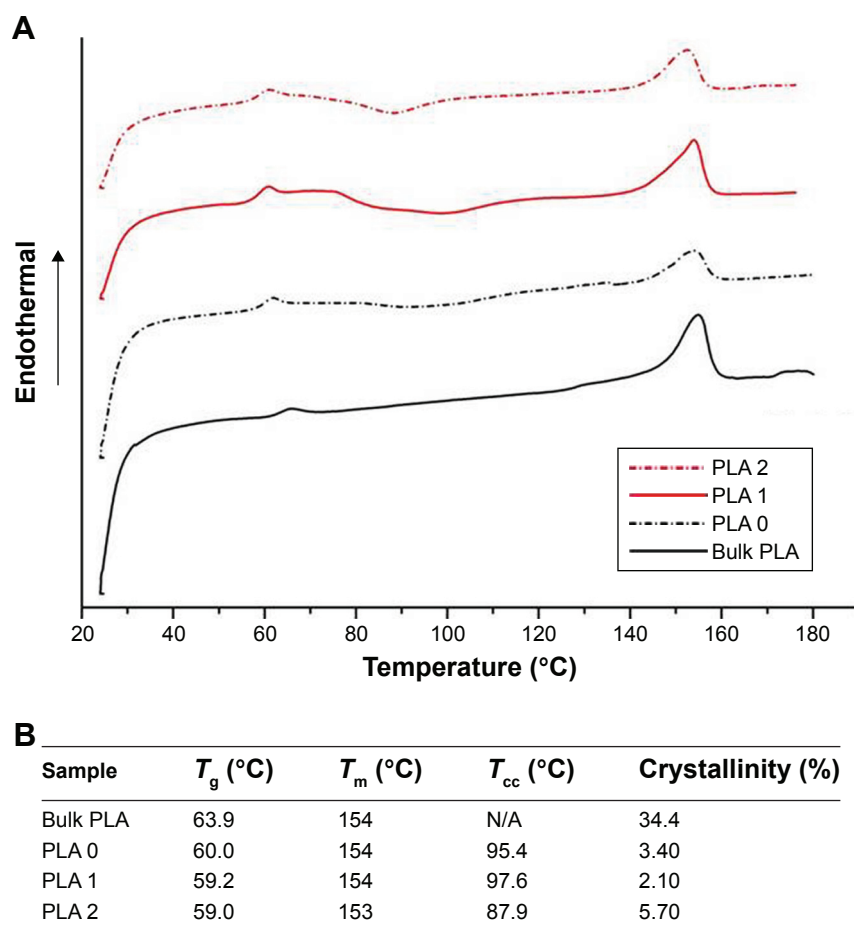 A
Endothermal
PLA 2
PLA 1
PLA 0
Bulk PLA
20 40 60 80 100 120 140 160 180
Temperature (°C)
B
Sample Tg (°C) Tm (°C) Tcc (°C) Crystallinity (%)
Bulk PLA 63.9 154 N/A 34.4
PLA 0 60.0 154 95.4 3.40
PLA 1 59.2 154 97.6 2.10
PLA 2 59.0 153 87.9 5.70